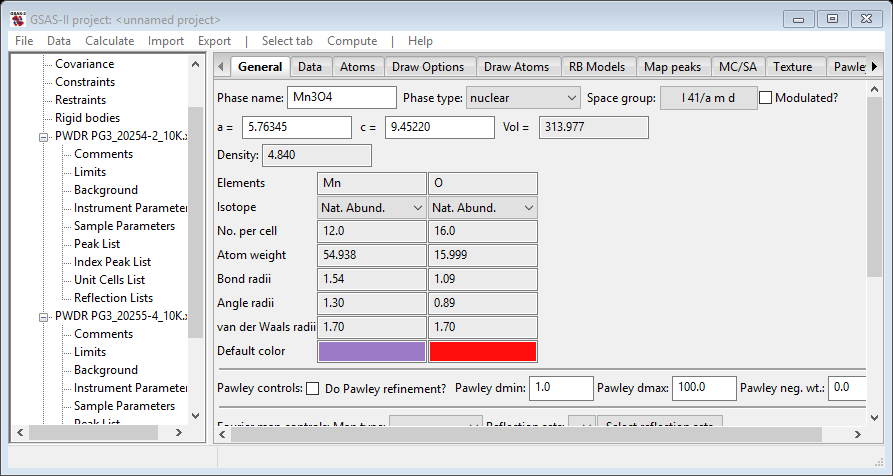 GSAS-II project: <unnamed project>
File Data Calculate Import Export | Select tab Compute | Help
Covariance
Constraints
Restraints
Rigid bodies
PWDR PG3_20254-2_10K.x
Comments
Limits
Background
Instrument Parameter
Sample Parameters
Peak List
Index Peak List
Unit Cells List
Reflection Lists
PWDR PG3_20255-4_10K.x
Comments
Limits
Background
Instrument Parameter
Sample Parameters
Peak List
General Data Atoms Draw Options Draw Atoms RB Models Map peaks MC/SA Texture Pawley
Phase name: Mn3O4 Phase type: nuclear Space group: I 41/a m d Modulated?
a = 5.76345 c = 9.45220 Vol = 313.977
Density: 4.840
Elements Mn O
Isotope Nat. Abund. Nat. Abund.
No. per cell 12.0 16.0
Atom weight 54.938 15.999
Bond radii 1.54 1.09
Angle radii 1.30 0.89
van der Waals radii 1.70 1.70
Default color
Pawley controls: Do Pawley refinement? Pawley dmin: 1.0 Pawley dmax: 100.0 Pawley neg. wt.: 0.0
Fourier map controls: Map type: Reflection sets: Select reflection sets